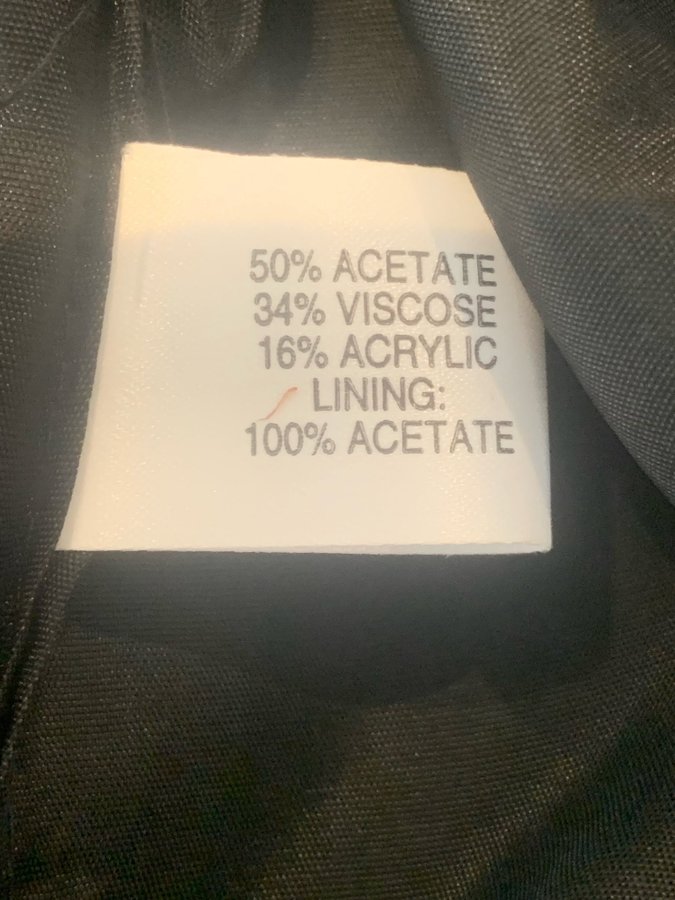 50% ACETATE
34% VISCOSE
16% ACRYLIC
LINING:
100% ACETATE